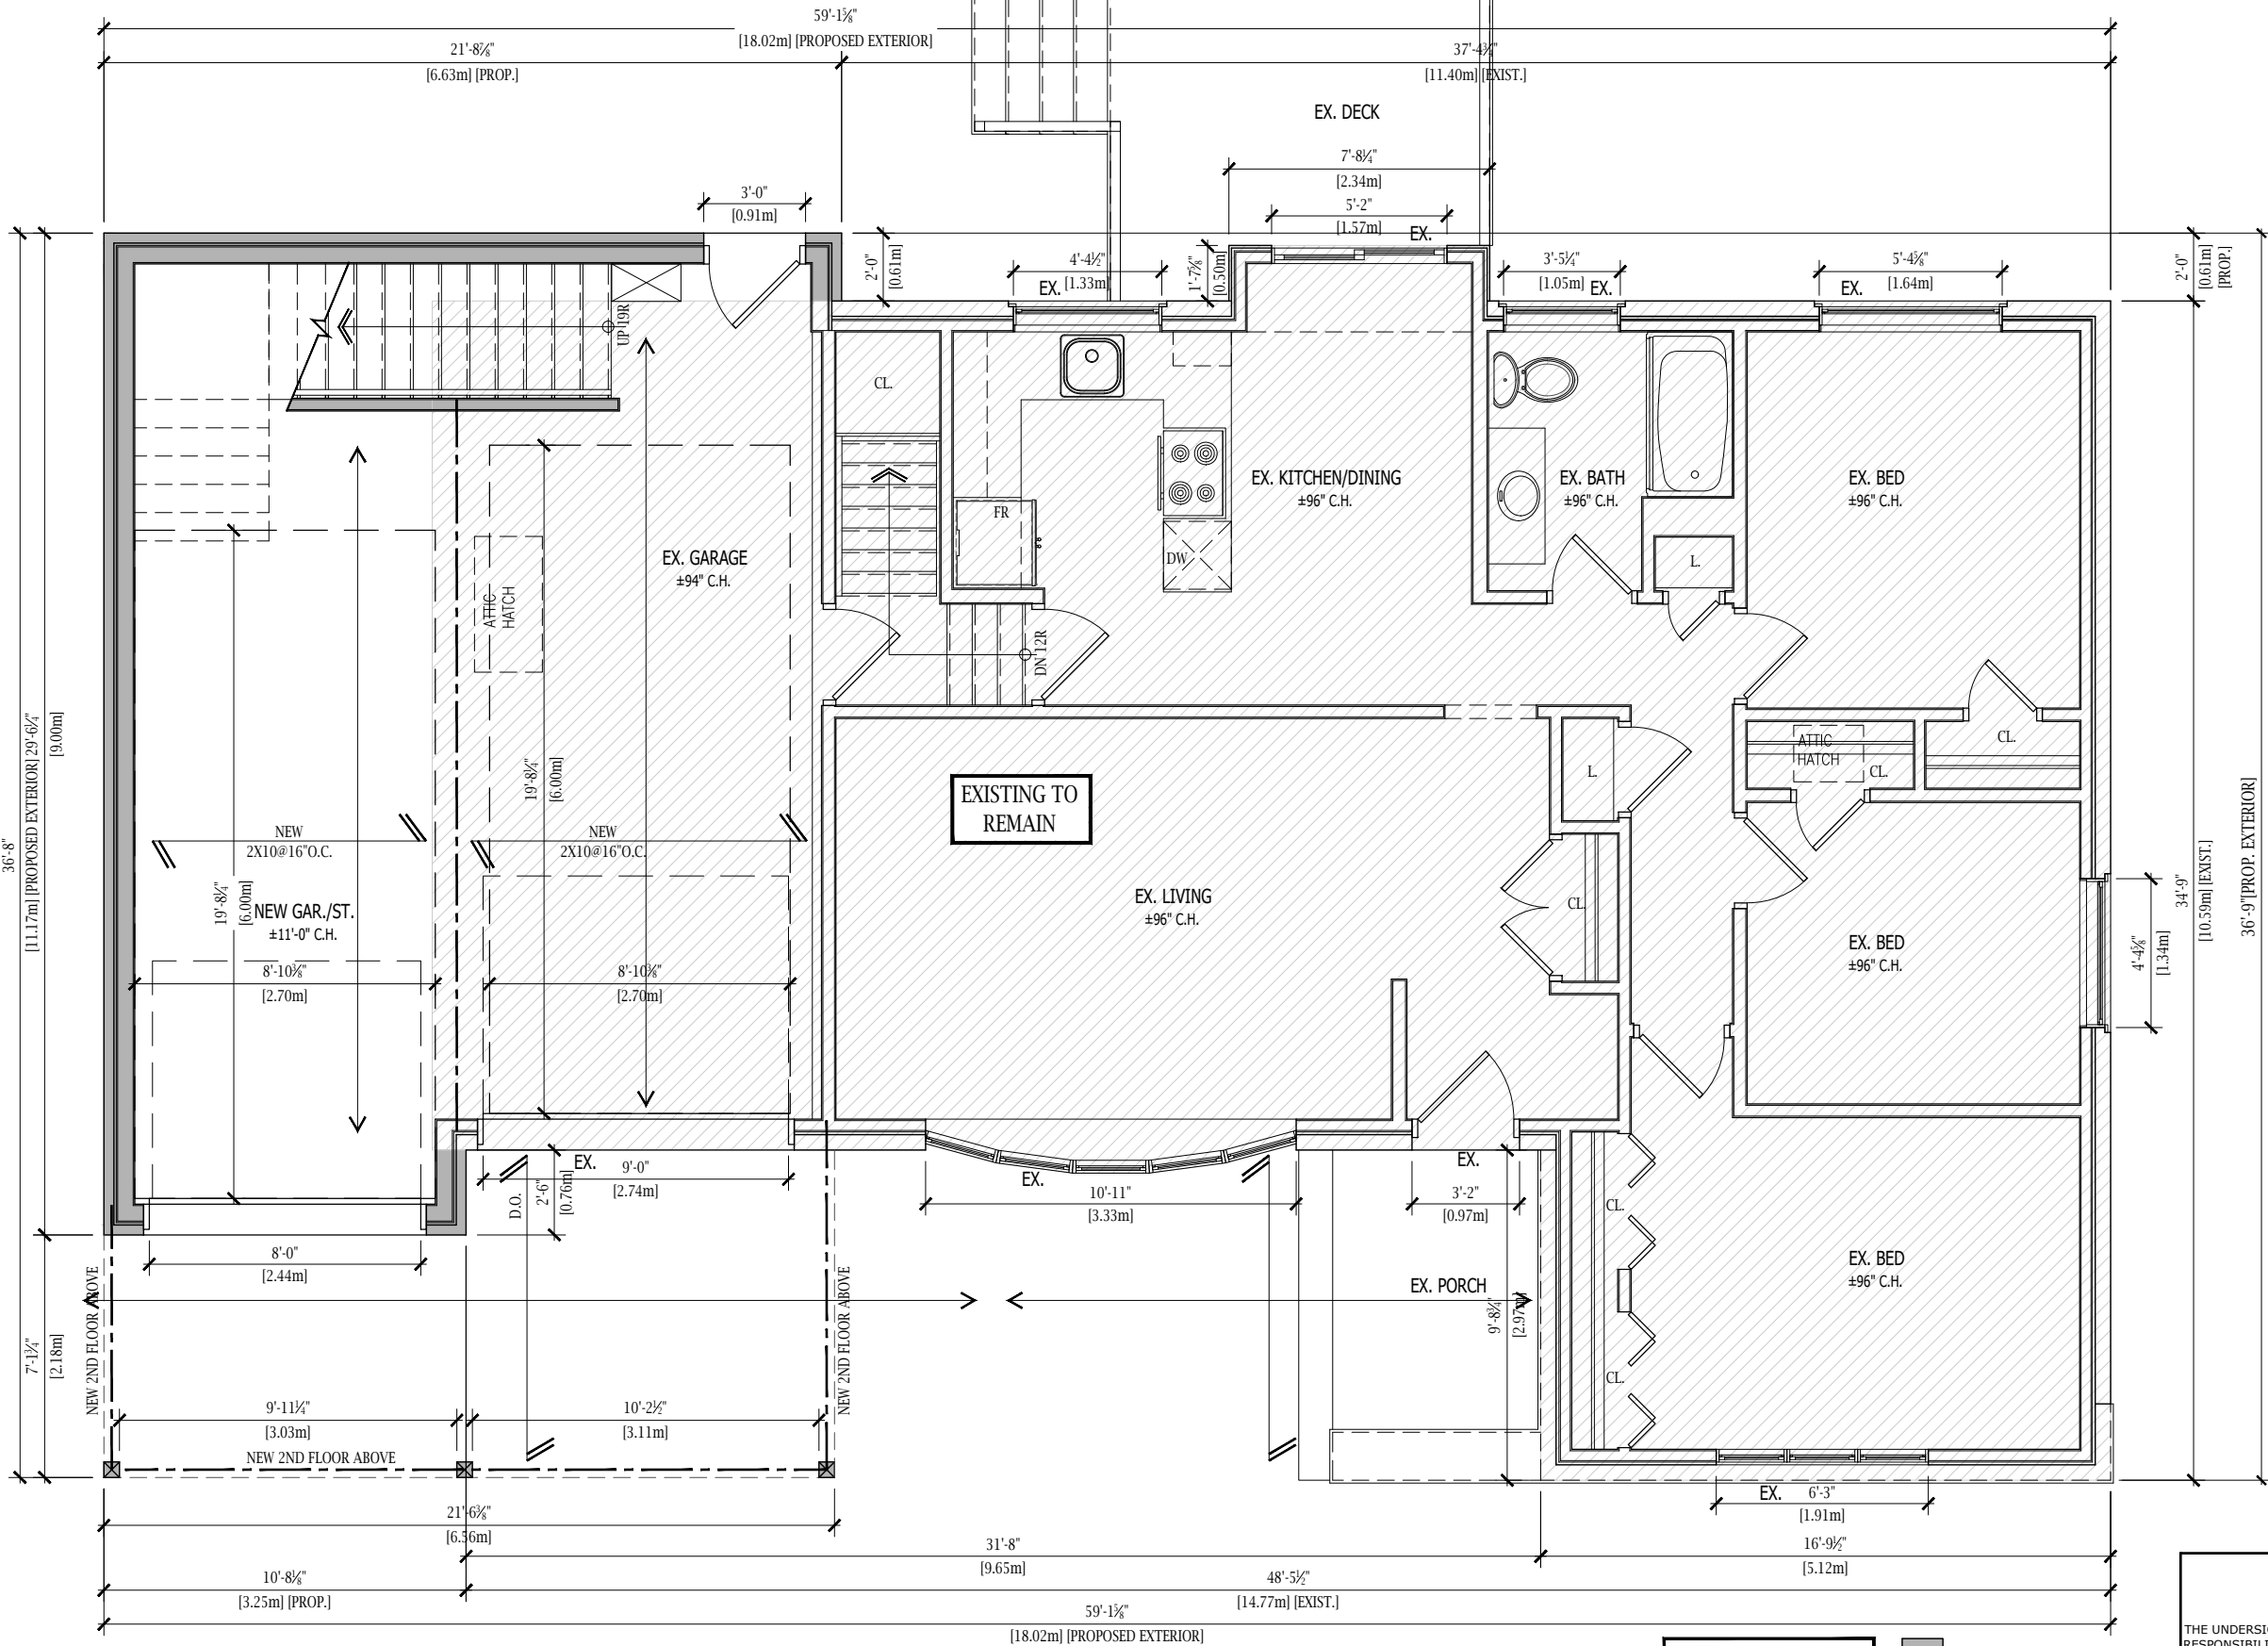 59'-1⅝"
[18.02m] [PROPOSED EXTERIOR]
21'-8⅞"
[6.63m] [PROP.]
37'-4¾"
[11.40m] [EXIST.]
EX. DECK
7'-8¼"
[2.34m]
3'-0"
[0.91m]
5'-2"
[1.57m]
EX.
2'-0"
[0.61m]
4'-4½"
EX. [1.33m]
1'-7⅝"
[0.50m]
3'-5¼"
[1.05m] EX.
5'-4⅝"
EX. [1.64m]
2'-0"
[0.61m]
[PROP.]
UP 19R
CL.
EX. KITCHEN/DINING
±96" C.H.
EX. BATH
±96" C.H.
EX. BED
±96" C.H.
FR
DW
L.
EX. GARAGE
±94" C.H.
ATTIC
HATCH
DN 12R
36'-8"
[11.17m] [PROPOSED EXTERIOR]
29'-6¼"
[9.00m]
19'-8¼"
[6.00m]
ATTIC
HATCH
CL.
CL.
L.
EXISTING TO
REMAIN
NEW
2X10@16"O.C.
NEW
2X10@16"O.C.
19'-8¼"
[6.00m]
NEW GAR./ST.
±11'-0" C.H.
EX. LIVING
±96" C.H.
CL.
EX. BED
±96" C.H.
4'-4⅝"
[1.34m]
34'-9"
[10.59m] [EXIST.]
36'-9"[PROP. EXTERIOR]
8'-10⅜"
[2.70m]
8'-10⅜"
[2.70m]
EX.
D.O.
2'-6"
[0.76m]
9'-0"
[2.74m]
EX.
10'-11"
[3.33m]
EX.
3'-2"
[0.97m]
CL.
8'-0"
[2.44m]
EX. PORCH
9'-8¾"
[2.97m]
EX. BED
±96" C.H.
CL.
7'-1¾"
[2.18m]
NEW 2ND FLOOR ABOVE
NEW 2ND FLOOR ABOVE
9'-11¼"
[3.03m]
10'-2½"
[3.11m]
NEW 2ND FLOOR ABOVE
EX. 6'-3"
[1.91m]
21'-6⅜"
[6.56m]
31'-8"
[9.65m]
16'-9½"
[5.12m]
10'-8⅛"
[3.25m] [PROP.]
48'-5½"
[14.77m] [EXIST.]
59'-1⅝"
[18.02m] [PROPOSED EXTERIOR]
THE UNDERSI
RESPONSIBIL